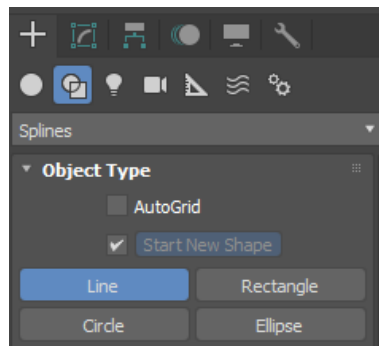 Splines
Object Type
AutoGrid
Start New Shape
Line Rectangle
Circle Ellipse